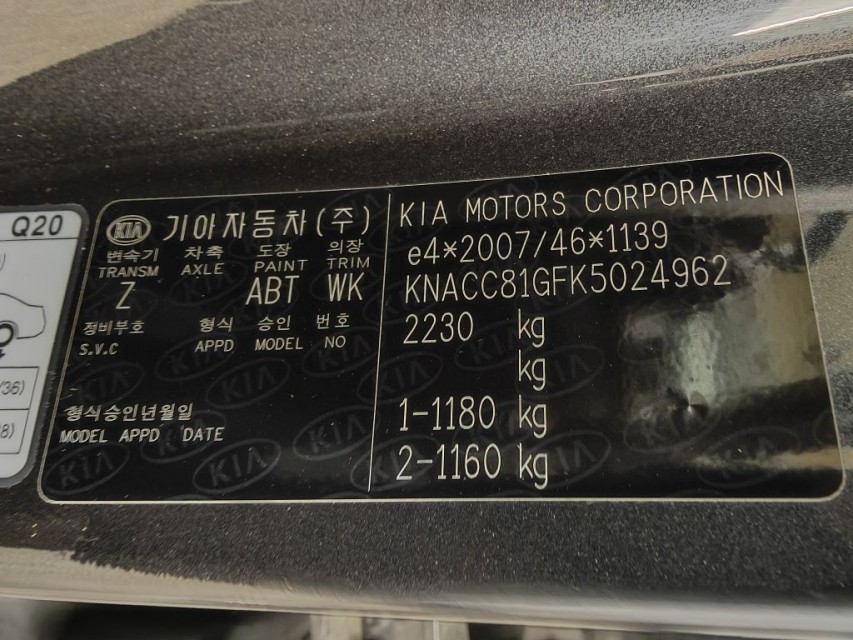 Q20
36)
8)
KIA 기아자동차(주)
변속기 차축 도장 의장
TRANSM AXLE PAINT TRIM
Z ABT WK
정비부호 형식 승인 번호
S.V.C APPD MODEL NO
형식승인년월일
MODEL APPD DATE
KIA MOTORS CORPORATION
e4*2007/46*1139
KNACC81GFK5024962
2230 kg
kg
1-1180 kg
2-1160 kg